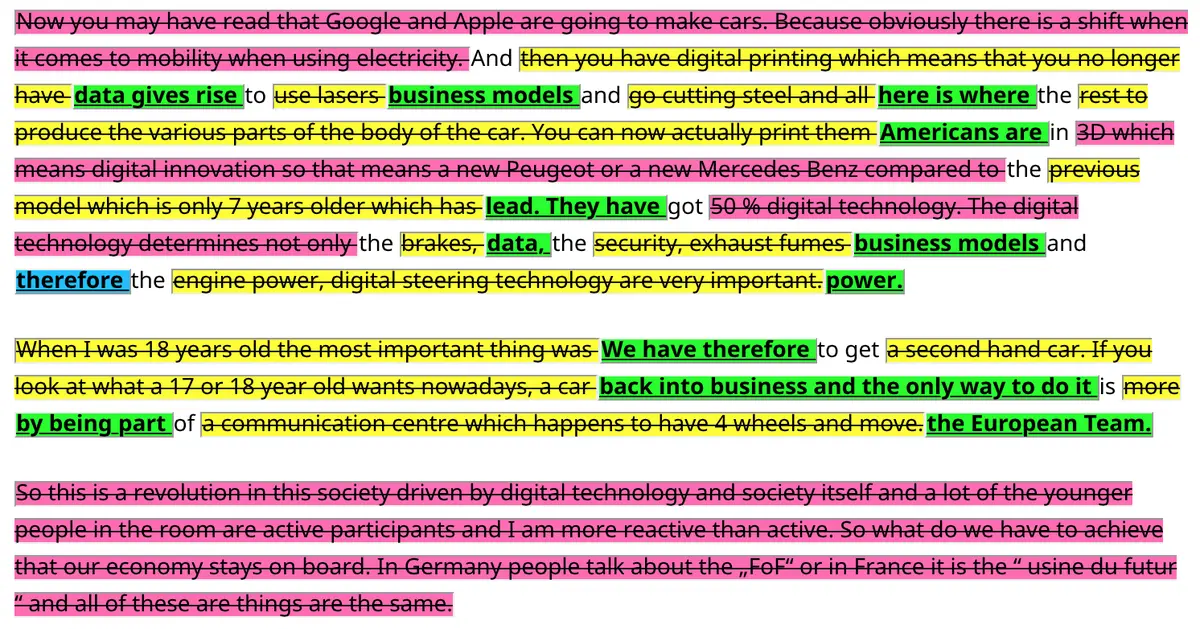 Now you may have read that Google and Apple are going to make cars. Because obviously there is a shift when
it comes to mobility when using electricity. And then you have digital printing which means that you no longer
have data gives rise to use lasers business models and go cutting steel and all here is where the rest to
produce the various parts of the body of the car. You can now actually print them Americans are in 3D which
means digital innovation so that means a new Peugeot or a new Mercedes Benz compared to the previous
model which is only 7 years older which has lead. They have got 50 % digital technology. The digital
technology determines not only the brakes, data, the security, exhaust fumes business models and
therefore the engine power, digital steering technology are very important. power.
When I was 18 years old the most important thing was We have therefore to get a second hand car. If you
look at what a 17 or 18 year old wants nowadays, a car back into business and the only way to do it is more
by being part of a communication centre which happens to have 4 wheels and move. the European Team.
So this is a revolution in this society driven by digital technology and society itself and a lot of the younger
people in the room are active participants and I am more reactive than active. So what do we have to achieve
that our economy stays on board. In Germany people talk about the „FoF“ or in France it is the “ usine du futur
“ and all of these are things are the same.